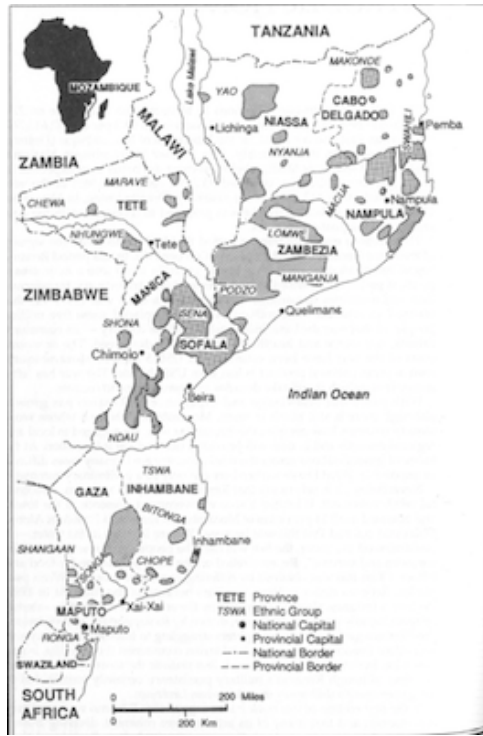 TANZANIA
MAKONDE
Lake Malawi
YAO
CABO
DELGADO
MOZAMBIQUE
NIASSA
SWAHILI
Pemba
Lichinga
MALAWI
NYANJA
ZAMBIA
MARAVE
MACUA
CHEWA
TETE
Nampula
NAMPULA
NHUNGWE
LOMWE
Tete
ZAMBEZIA
MANICA
MANGANJA
ZIMBABWE
PODZO
SENA
Quelimans
SHONA
SOFALA
Chimoio
Indian Ocean
Beira
NDAU
TSWA
GAZA
INHAMBANE
BITONGA
SHANGAAN
Inhambane
TSONGA
CHOPE
TETE Province
TSWA Ethnic Group
Xai-Xai
National Capital
MAPUTO
Provincial Capital
RONGA
Maputo
National Border
Provincial Border
SWAZILAND
SOUTH
AFRICA
0 200 Miles
0 200 Km